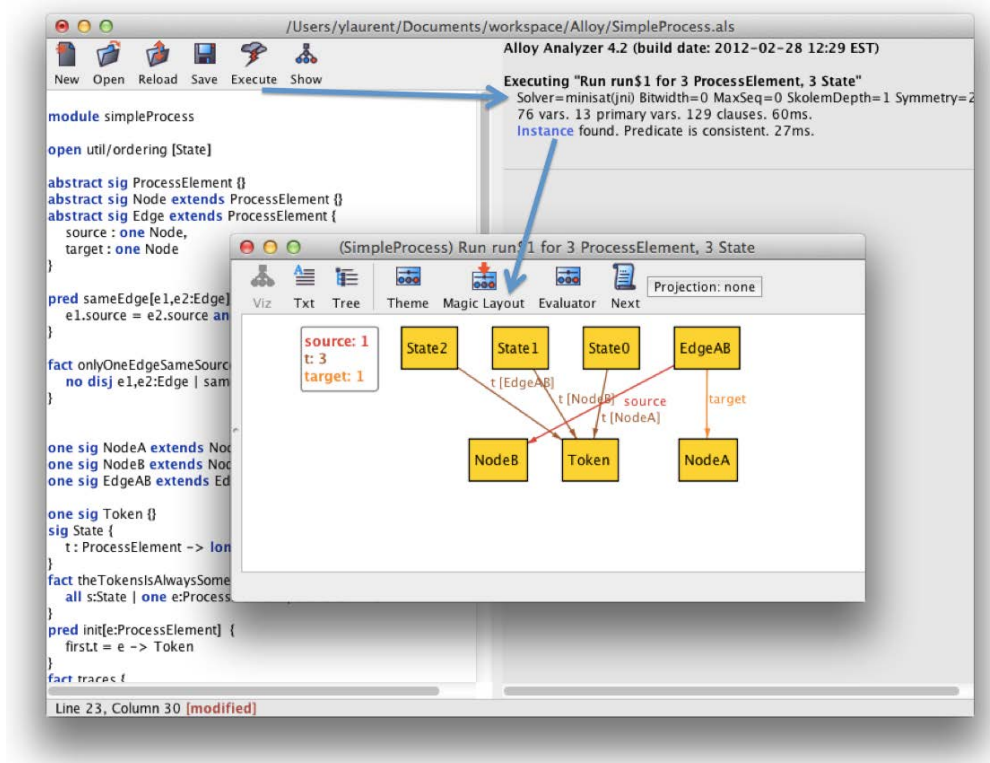 /Users/ylaurent/Documents/workspace/Alloy/SimpleProcess.als
New Open Reload Save Execute Show
module simpleProcess
open util/ordering [State]
abstract sig ProcessElement {}
abstract sig Node extends ProcessElement {}
abstract sig Edge extends ProcessElement {
source : one Node,
target : one Node
}
pred sameEdge[e1,e2:Edge]
e1.source = e2.source an
}
fact onlyOneEdgeSameSourc
no disj e1,e2:Edge | sam
}
one sig NodeA extends Noc
one sig NodeB extends Noc
one sig EdgeAB extends Ed
one sig Token {}
sig State {
t : ProcessElement -> lon
}
fact theTokensIsAlwaysSome
all s:State | one e:Process
}
pred init[e:ProcessElement] {
first.t = e -> Token
}
fact traces {
Line 23, Column 30 [modified]
Alloy Analyzer 4.2 (build date: 2012-02-28 12:29 EST)
Executing "Run run$1 for 3 ProcessElement, 3 State"
Solver=minisat(jni) Bitwidth=0 MaxSeq=0 SkolemDepth=1 Symmetry=2
76 vars. 13 primary vars. 129 clauses. 60ms.
Instance found. Predicate is consistent. 27ms.
(SimpleProcess) Run run$1 for 3 ProcessElement, 3 State
Viz Txt Tree Theme Magic Layout Evaluator Next Projection: none
source: 1
t: 3
target: 1
State2 State1 State0 EdgeAB
t [EdgeAB]
t [NodeB] source target
t [NodeA]
NodeB Token NodeA